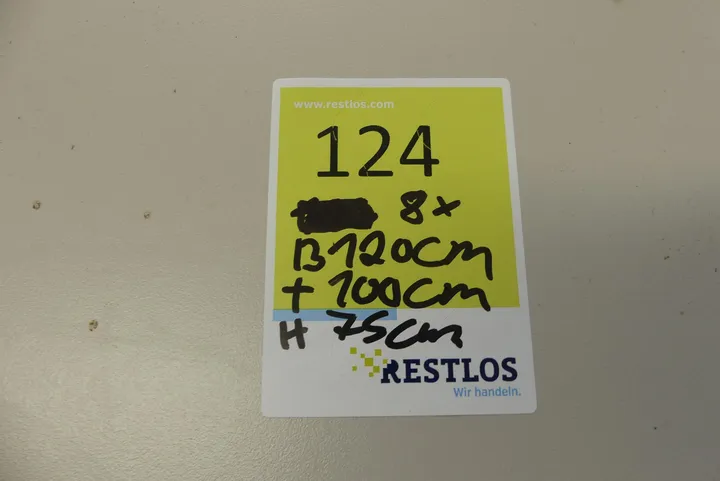 www.restlos.com
124
8x
B 120cm
T 100cm
H 75cm
RESTLOS
Wir handeln.